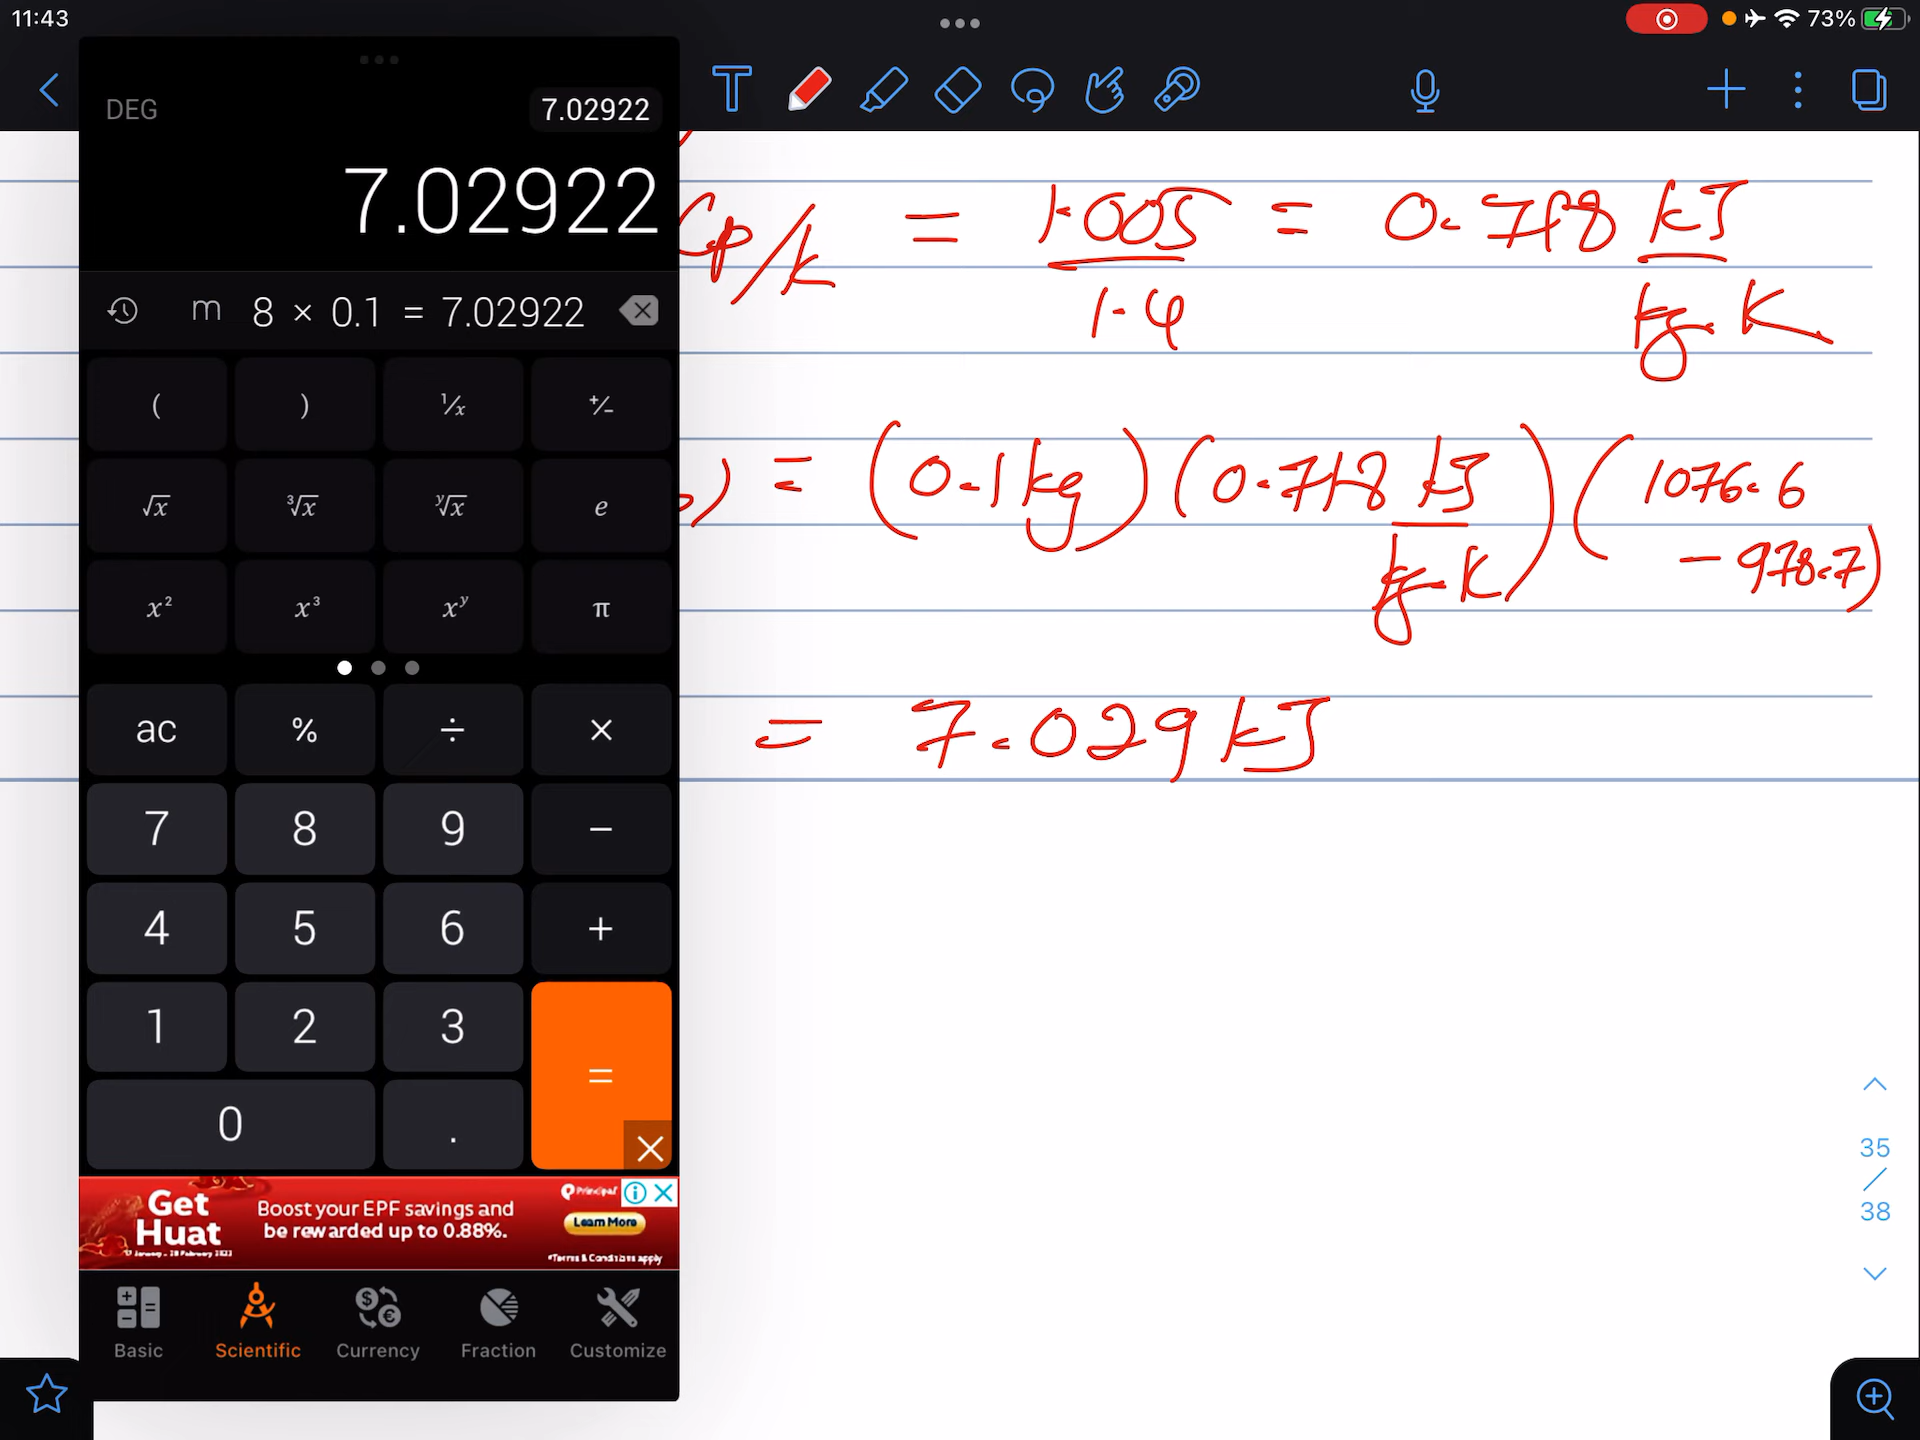 11:43
73%
DEG
7.02922
7.02922
m 8 × 0.1 = 7.02922
( ) 1/x +/-
√x ³√x ʸ√x e
x² x³ xʸ π
ac % ÷ ×
7 8 9 −
4 5 6 +
1 2 3 =
0 .
Get Huat
Boost your EPF savings and
be rewarded up to 0.88%.
Principal
Learn More
*Terms & Conditions apply
Basic Scientific Currency Fraction Customize
T
Cp/k = 1.005 / 1.4 = 0.718 kJ / kg.K
) = (0.1kg) (0.718 kJ / kg.K) (1076.6
- 978.7)
= 7.029 kJ
35
/
38